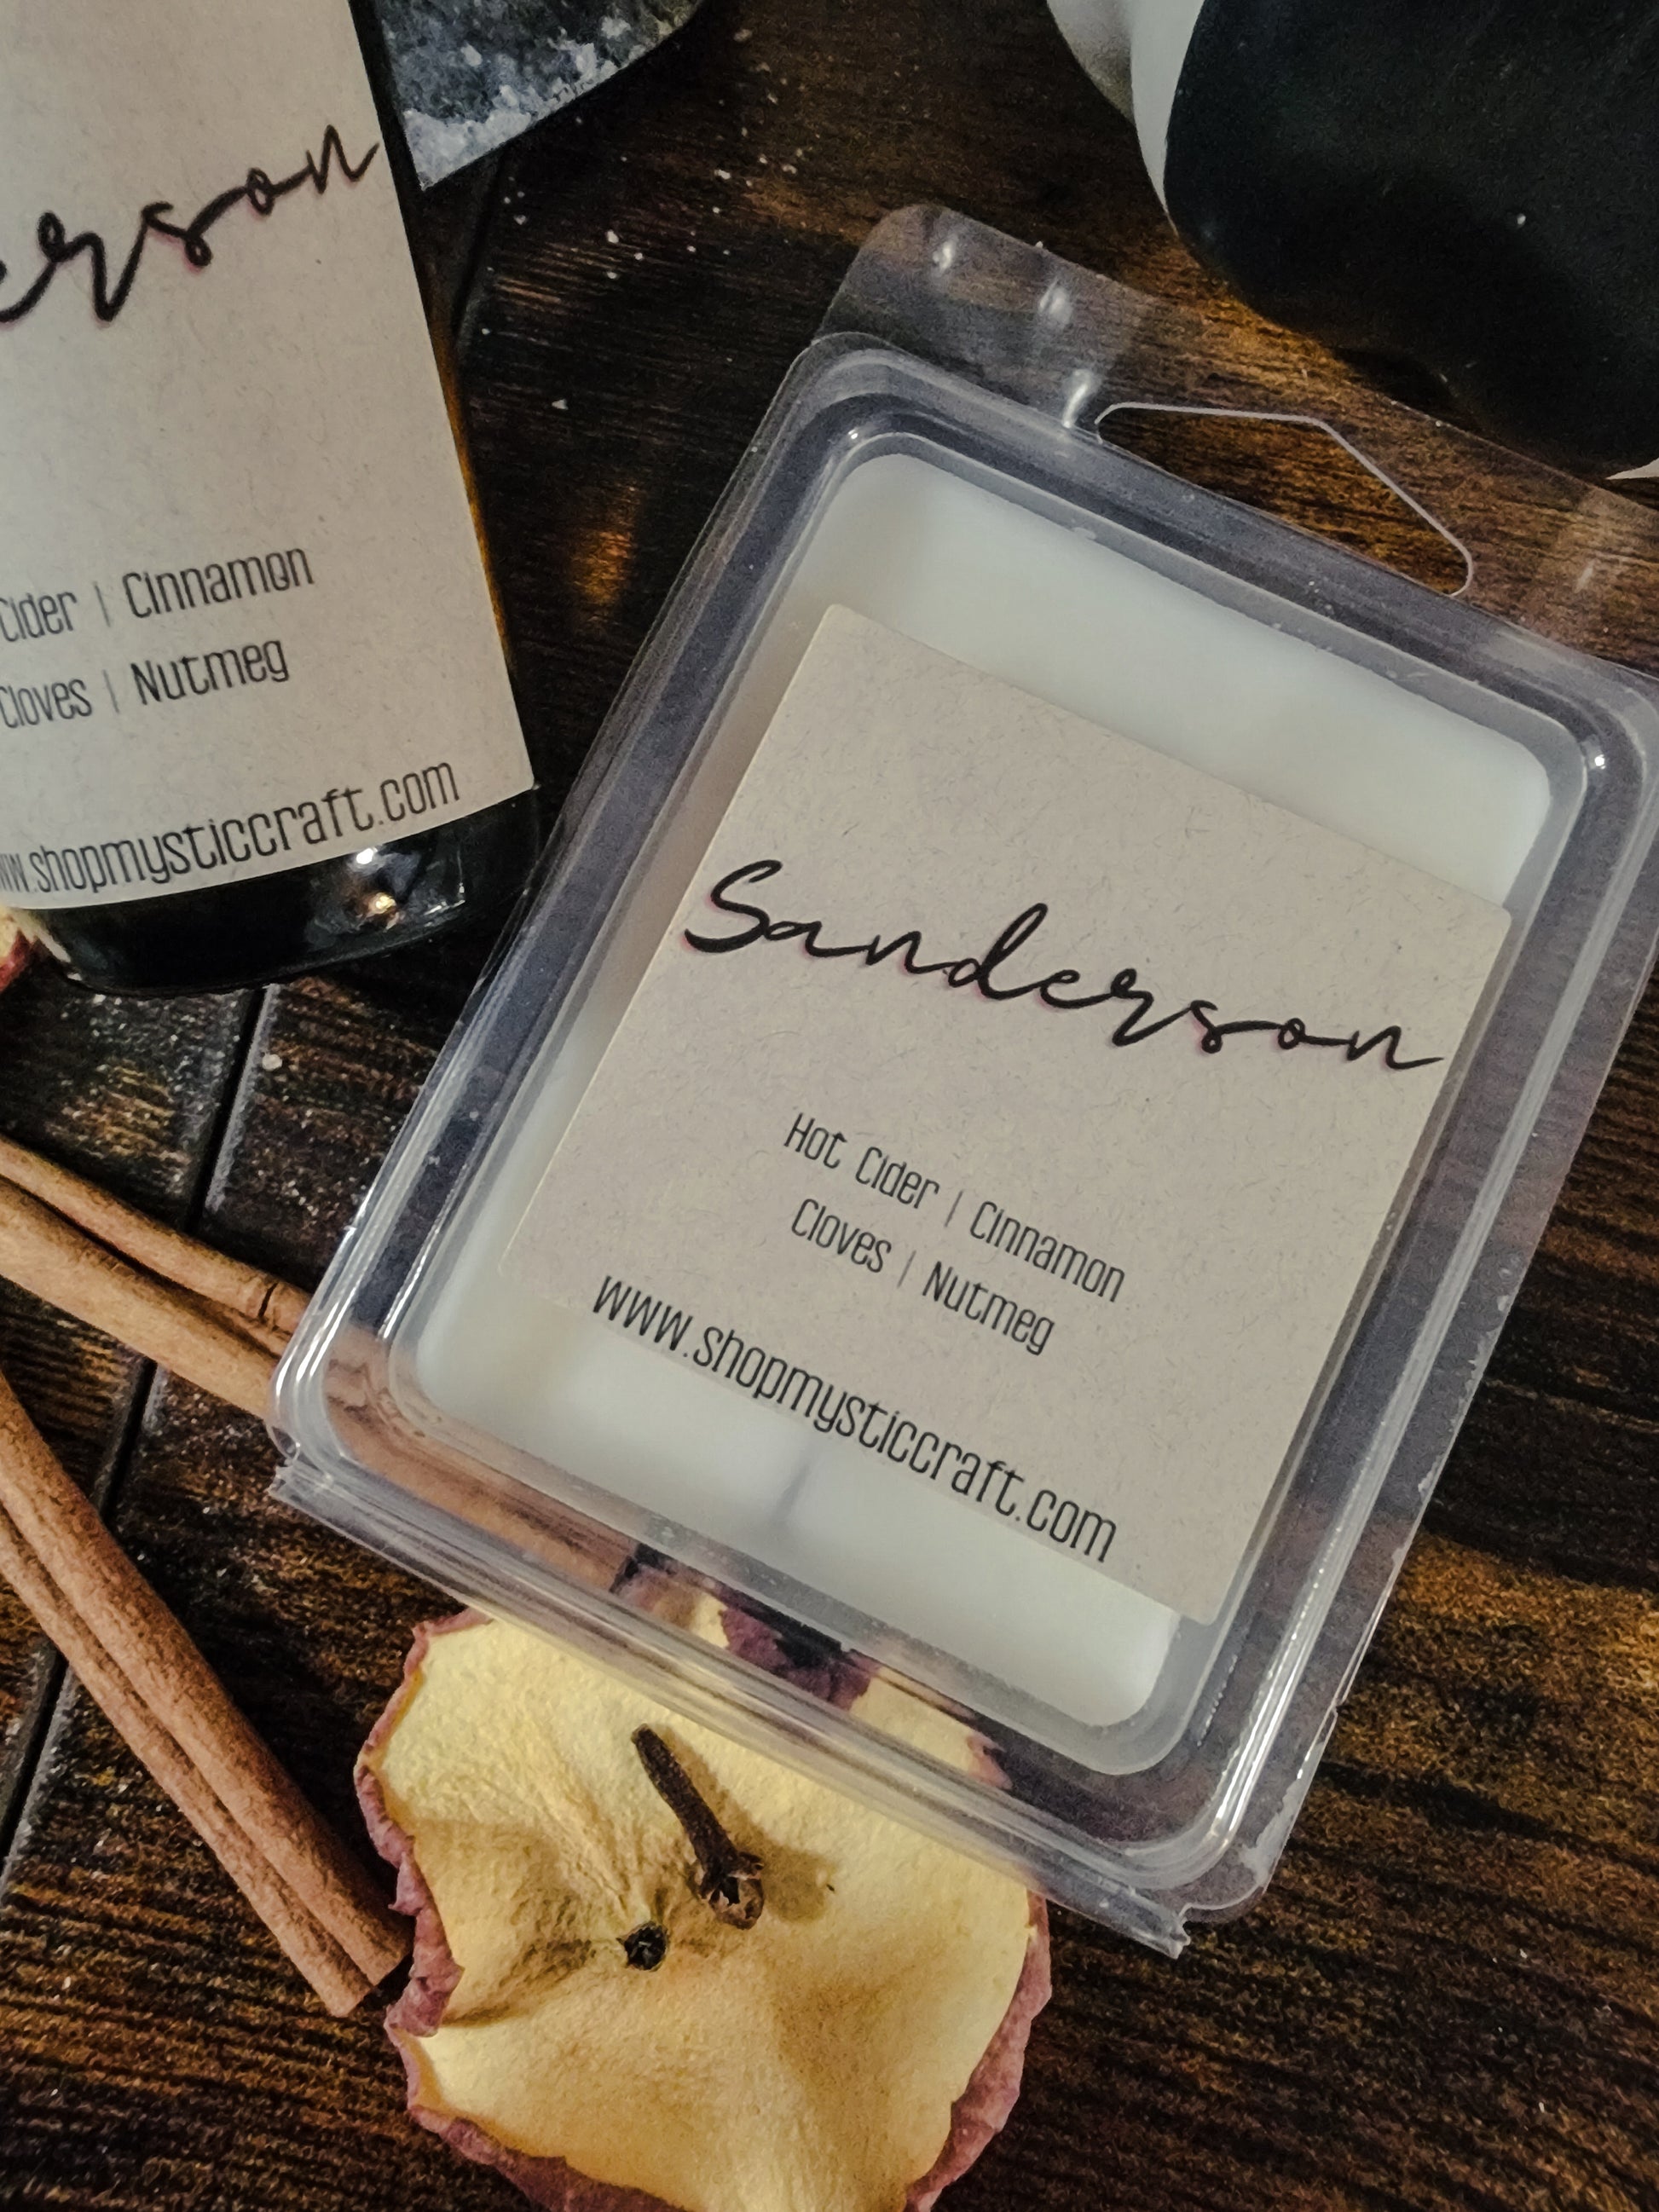 erson
Cider | Cinnamon
Cloves | Nutmeg
www.shopmysticcraft.com
Sanderson
Hot Cider | Cinnamon
Cloves | Nutmeg
www.shopmysticcraft.com